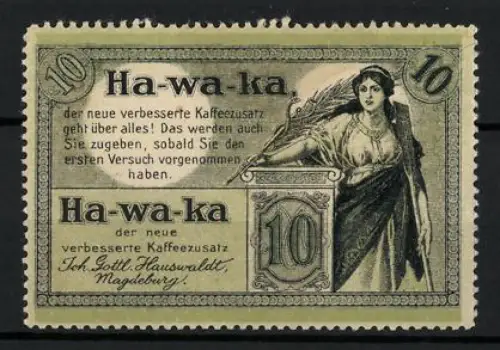 10
10
Ha-wa-ka,
der neue verbesserte Kaffeezusatz
geht über alles! Das werden auch
Sie zugeben, sobald Sie den
ersten Versuch vorgenommen
haben.
Ha-wa-ka
der neue
verbesserte Kaffeezusatz
Joh. Gottl. Hauswaldt,
Magdeburg.
10